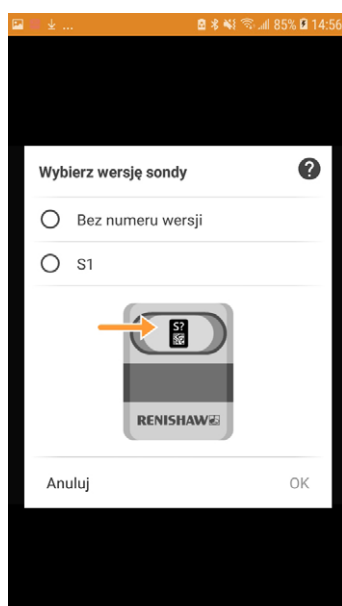 ... 85% 14:56
Wybierz wersję sondy ?
Bez numeru wersji
S1
S?
RENISHAW
Anuluj OK